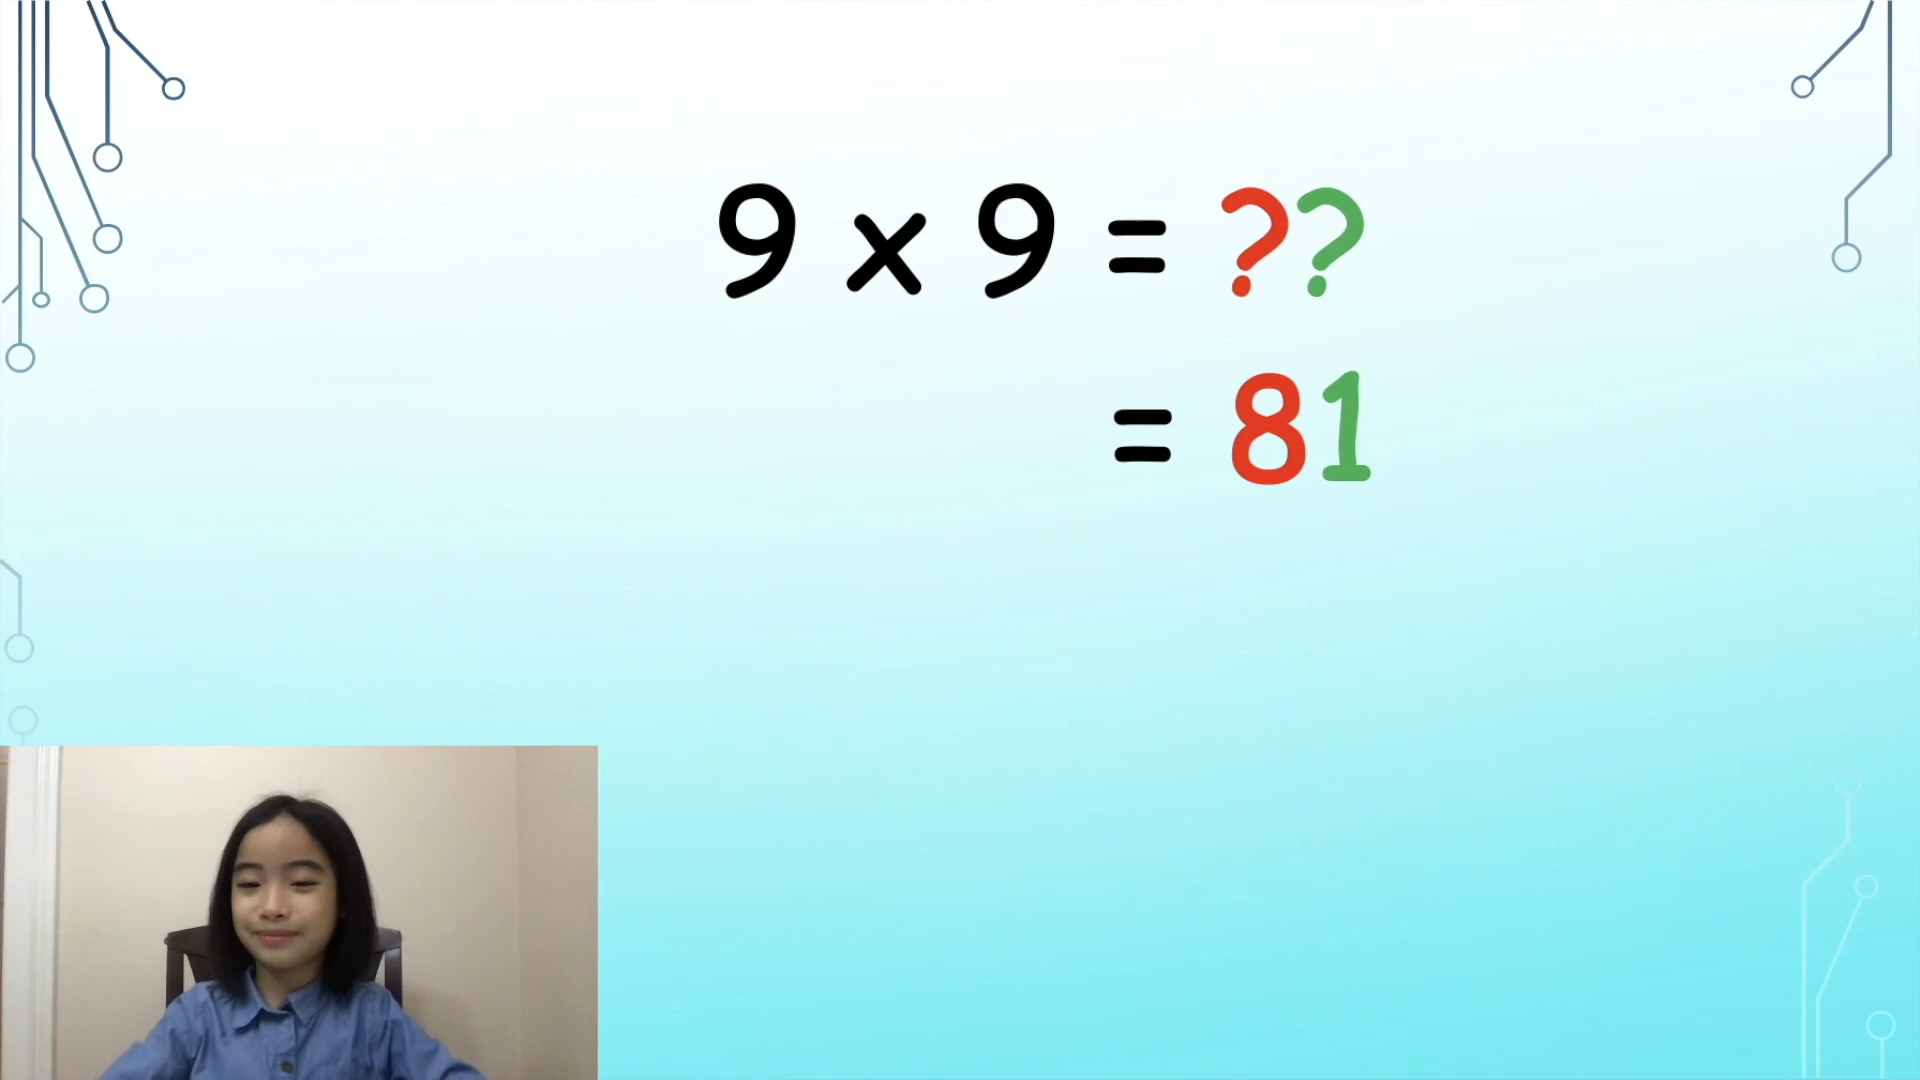 9 x 9 = ??
= 81